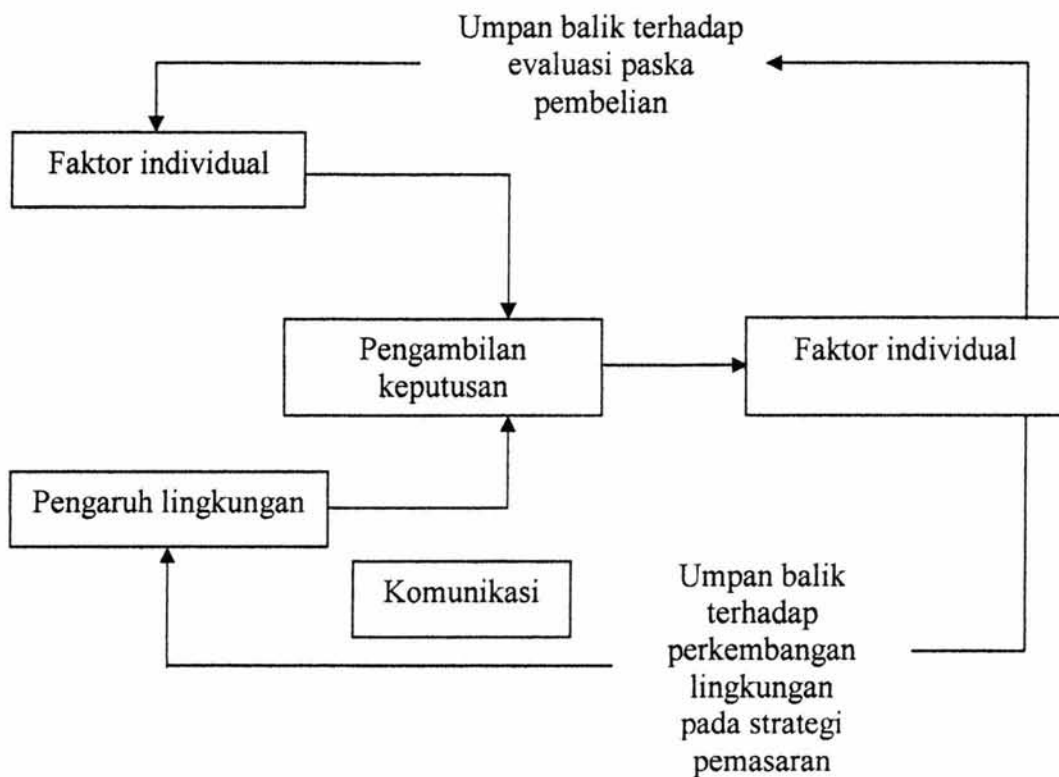 Umpan balik terhadap
evaluasi paska
pembelian
Faktor individual
Pengambilan
keputusan
Faktor individual
Pengaruh lingkungan
Komunikasi
Umpan balik
terhadap
perkembangan
lingkungan
pada strategi
pemasaran